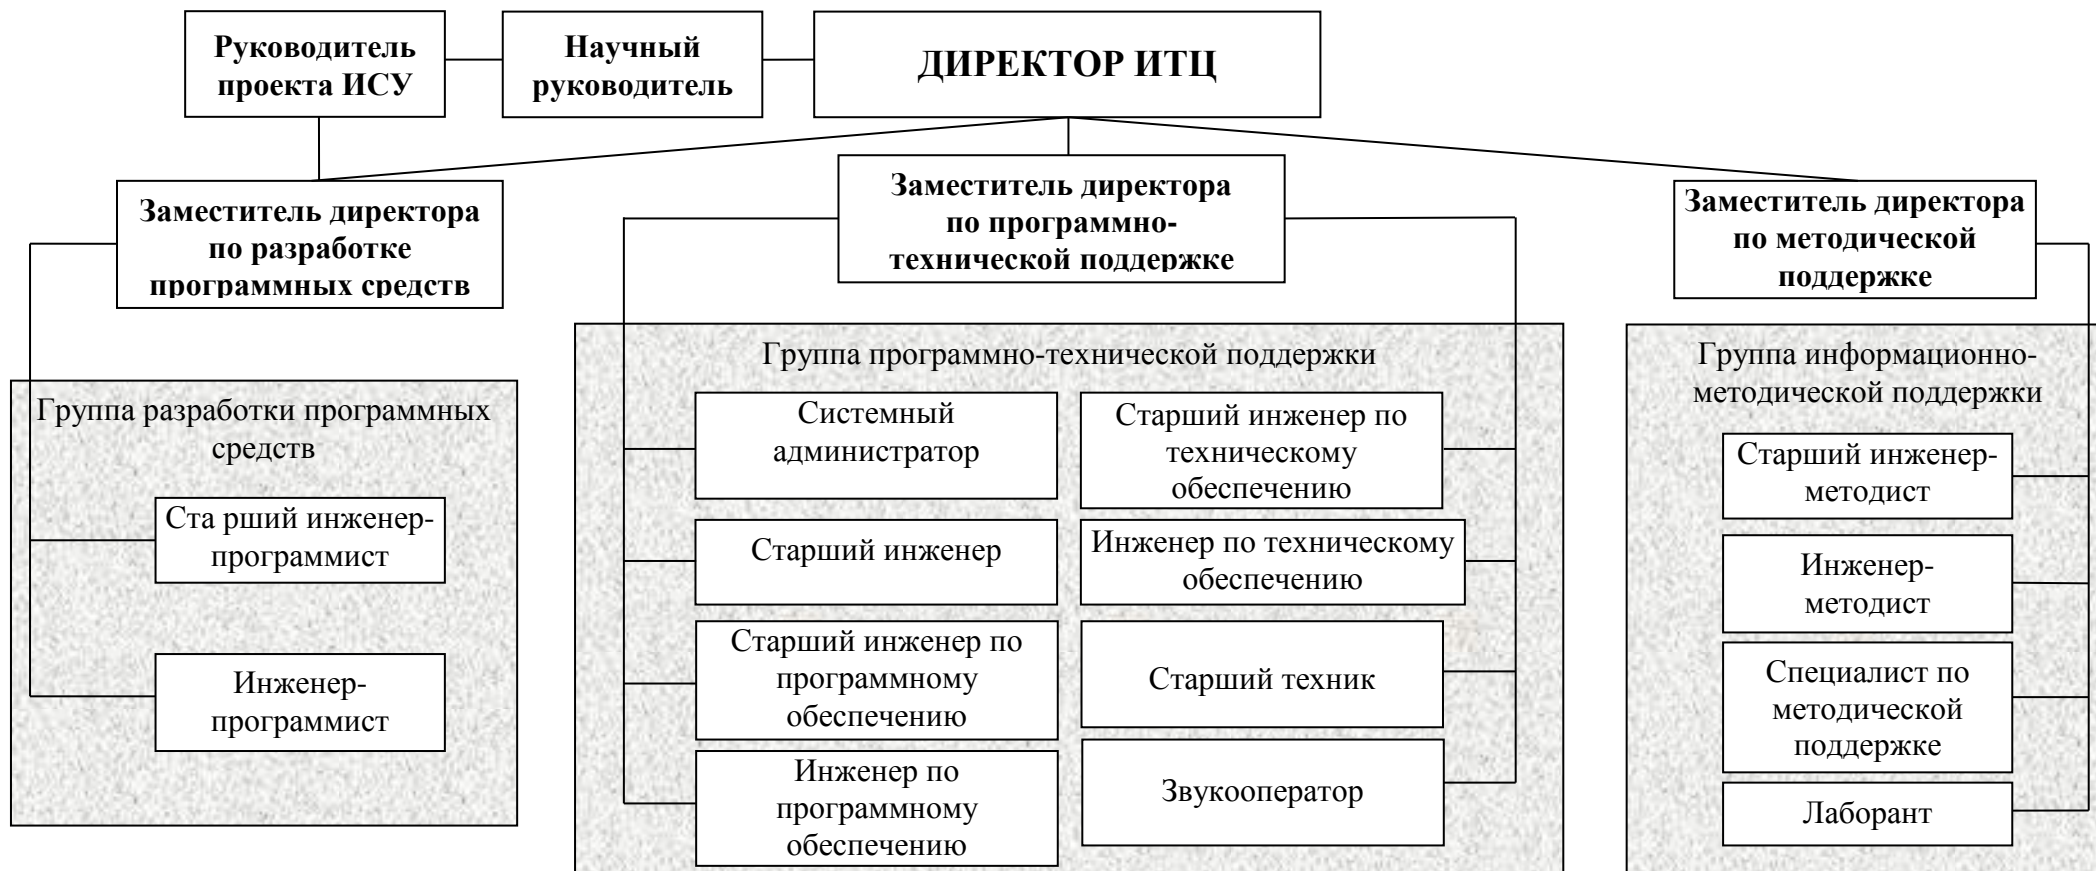 Руководитель
проекта ИСУ
Научный
руководитель
ДИРЕКТОР ИТЦ
Заместитель директора
по разработке
программных средств
Заместитель директора
по программно-
технической поддержке
Заместитель директора
по методической
поддержке
Группа разработки программных
средств
Ста рший инженер-
программист
Инженер-
программист
Группа программно-технической поддержки
Системный
администратор
Старший инженер
Старший инженер по
программному
обеспечению
Инженер по
программному
обеспечению
Старший инженер по
техническому
обеспечению
Инженер по техническому
обеспечению
Старший техник
Звукооператор
Группа информационно-
методической поддержки
Старший инженер-
методист
Инженер-
методист
Специалист по
методической
поддержке
Лаборант